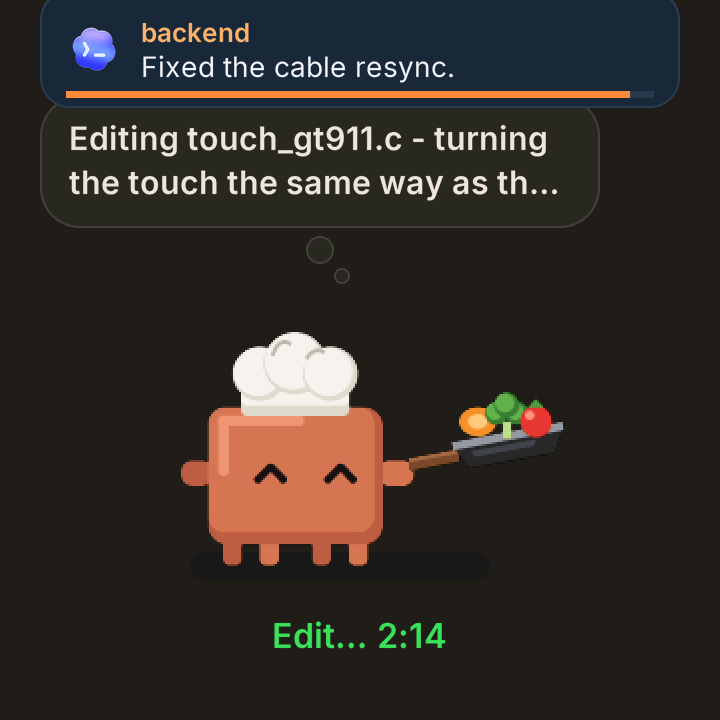 backend
Fixed the cable resync.
Editing touch_gt911.c - turning
the touch the same way as th...
Edit... 2:14